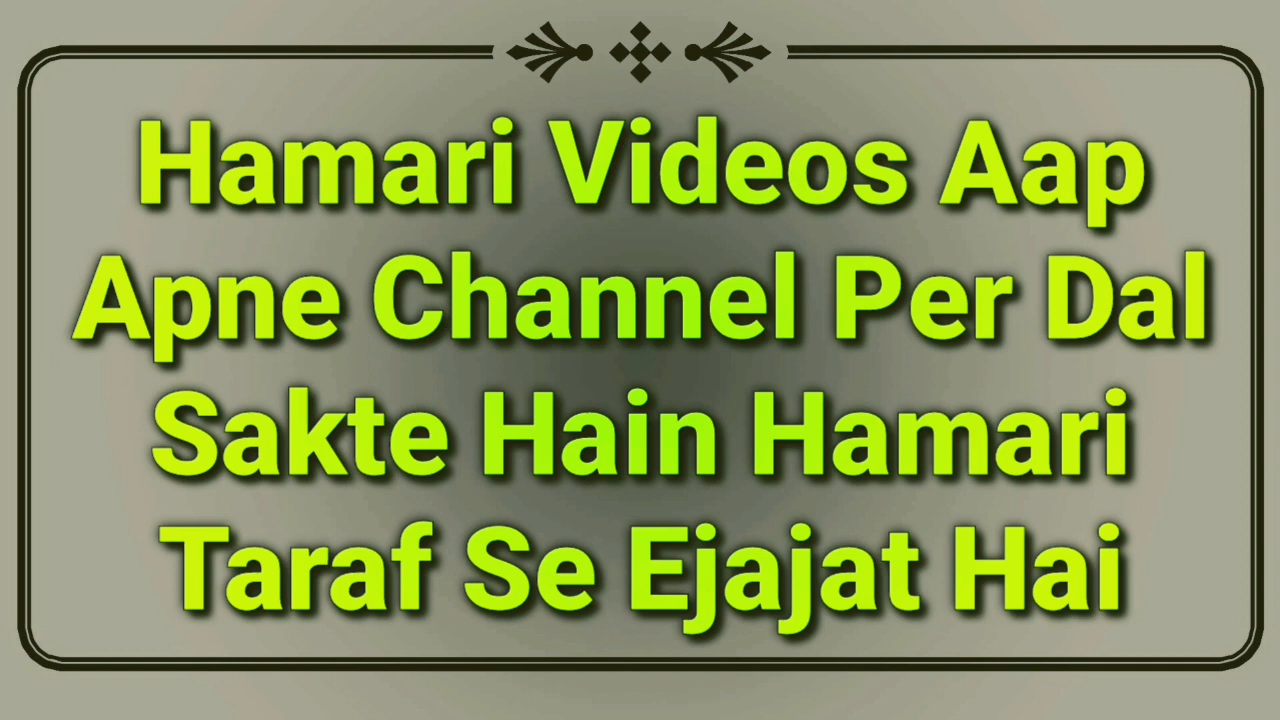 Hamari Videos Aap
Apne Channel Per Dal
Sakte Hain Hamari
Taraf Se Ejajat Hai